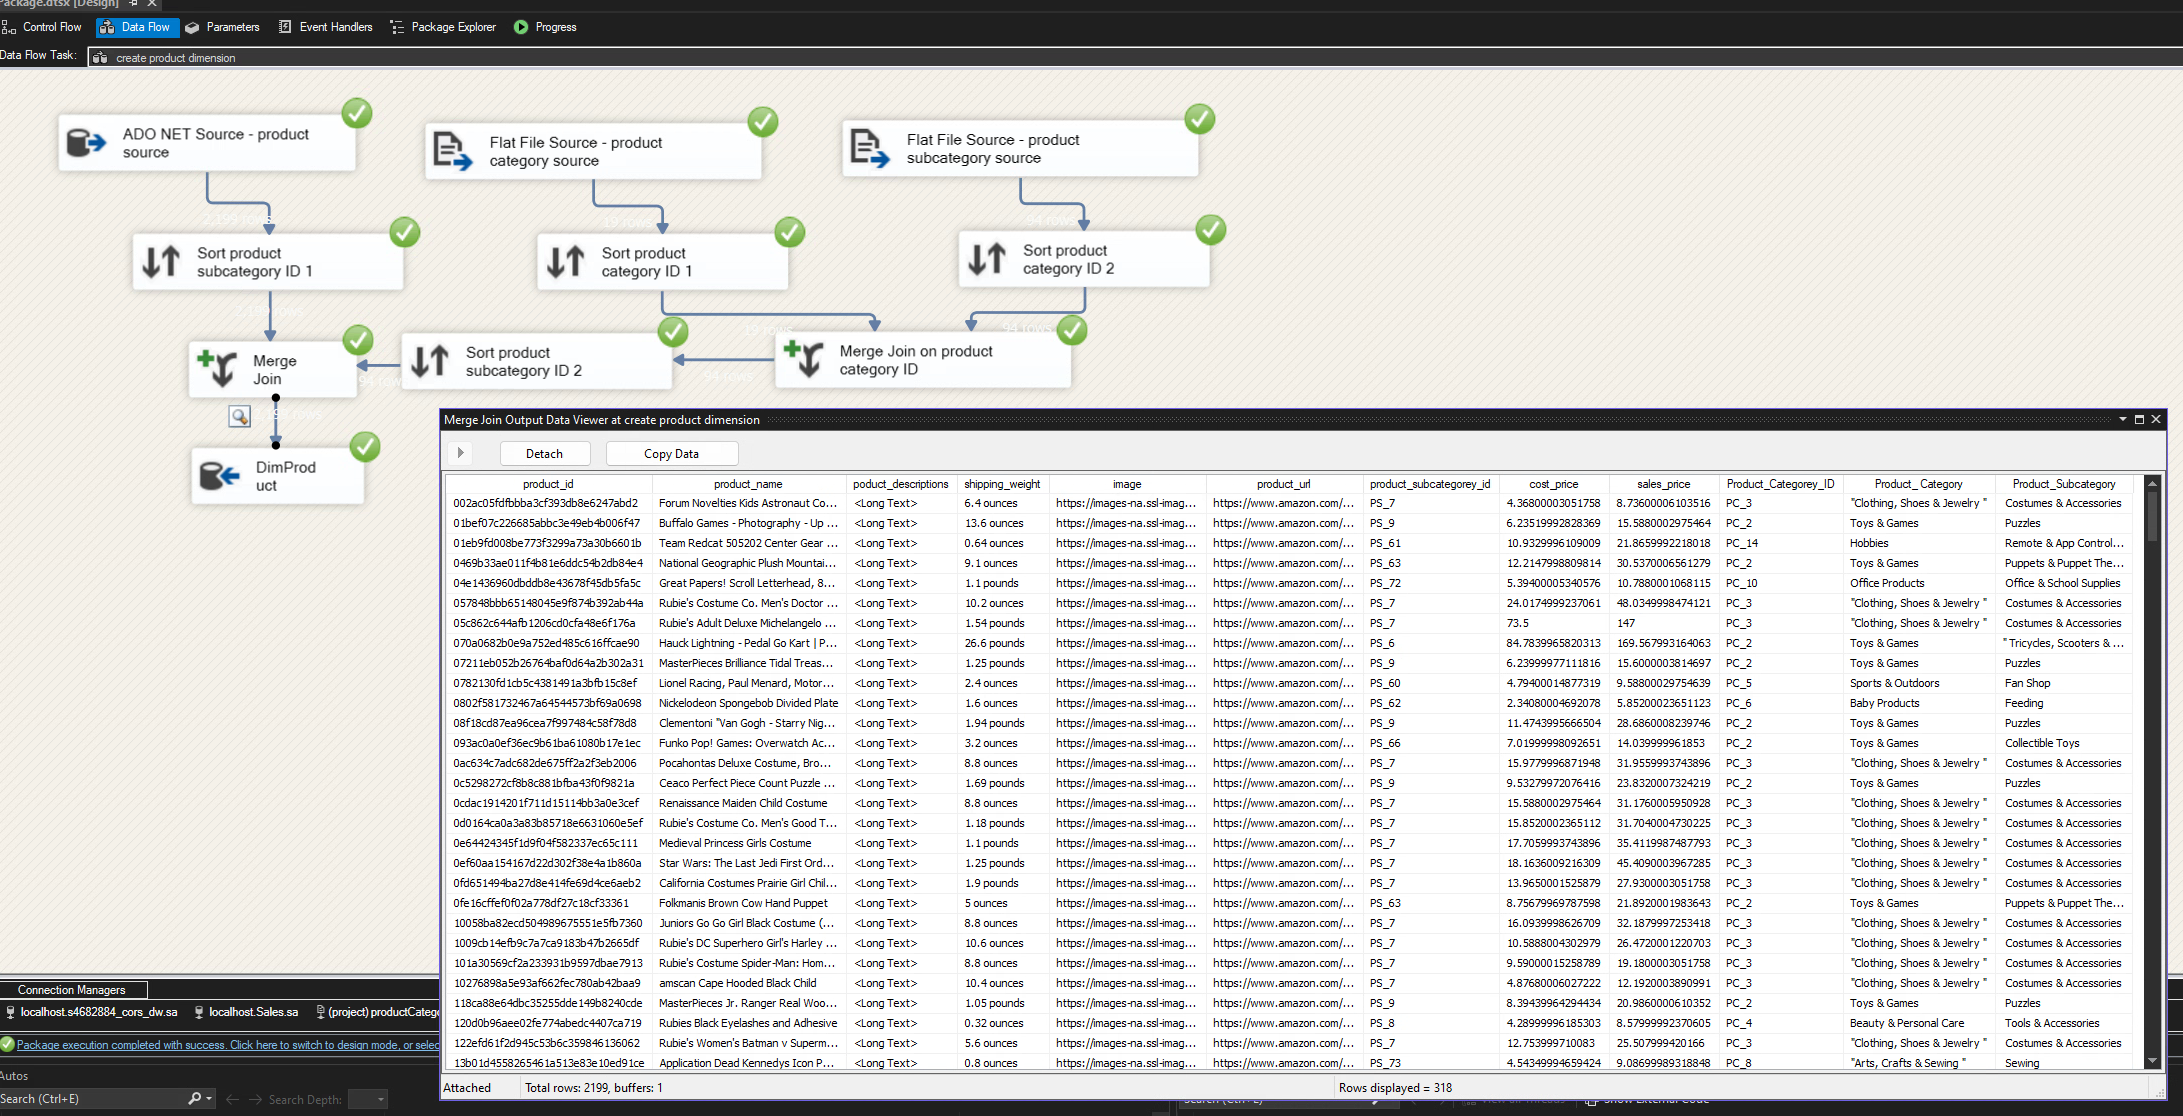 Package.dtsx [Design]
Control Flow Data Flow Parameters Event Handlers Package Explorer Progress
Data Flow Task: create product dimension
ADO NET Source - product source
Flat File Source - product category source
Flat File Source - product subcategory source
2,199 rows
19 rows
94 rows
Sort product subcategory ID 1
Sort product category ID 1
Sort product category ID 2
2,199 rows
19 rows
94 rows
Merge Join
94 rows
Sort product subcategory ID 2
94 rows
Merge Join on product category ID
rows
DimProduct
Merge Join Output Data Viewer at create product dimension
Detach Copy Data
product_id product_name poduct_descriptions shipping_weight image product_url product_subcategorey_id cost_price sales_price Product_Categorey_ID Product_ Category Product_Subcategory
002ac05fdfbbba3cf393db8e6247abd2 Forum Novelties Kids Astronaut Co... <Long Text> 6.4 ounces https://images-na.ssl-imag... https://www.amazon.com/... PS_7 4.36800003051758 8.73600006103516 PC_3 "Clothing, Shoes & Jewelry " Costumes & Accessories
01bef07c226685abbc3e49eb4b006f47 Buffalo Games - Photography - Up ... <Long Text> 13.6 ounces https://images-na.ssl-imag... https://www.amazon.com/... PS_9 6.23519992828369 15.5880002975464 PC_2 Toys & Games Puzzles
01eb9fd008be773f3299a73a30b6601b Team Redcat 505202 Center Gear ... <Long Text> 0.64 ounces https://images-na.ssl-imag... https://www.amazon.com/... PS_61 10.9329996109009 21.8659992218018 PC_14 Hobbies Remote & App Control...
0469b33ae011f4b81e6ddc54b2db84e4 National Geographic Plush Mountai... <Long Text> 9.1 ounces https://images-na.ssl-imag... https://www.amazon.com/... PS_63 12.2147998809814 30.5370006561279 PC_2 Toys & Games Puppets & Puppet The...
04e1436960dbddb8e43678f45db5fa5c Great Papers! Scroll Letterhead, 8... <Long Text> 1.1 pounds https://images-na.ssl-imag... https://www.amazon.com/... PS_72 5.39400005340576 10.7880001068115 PC_10 Office Products Office & School Supplies
057848bbb65148045e9f874b392ab44a Rubie's Costume Co. Men's Doctor ... <Long Text> 10.2 ounces https://images-na.ssl-imag... https://www.amazon.com/... PS_7 24.0174999237061 48.0349998474121 PC_3 "Clothing, Shoes & Jewelry " Costumes & Accessories
05c862c644afb1206cd0cfa48e6f176a Rubie's Adult Deluxe Michelangelo ... <Long Text> 1.54 pounds https://images-na.ssl-imag... https://www.amazon.com/... PS_7 73.5 147 PC_3 "Clothing, Shoes & Jewelry " Costumes & Accessories
070a0682b0e9a752ed485c616ffcae90 Hauck Lightning - Pedal Go Kart | P... <Long Text> 26.6 pounds https://images-na.ssl-imag... https://www.amazon.com/... PS_6 84.7839965820313 169.567993164063 PC_2 Toys & Games " Tricycles, Scooters & ...
07211eb052b26764baf0d64a2b302a31 MasterPieces Brilliance Tidal Treas... <Long Text> 1.25 pounds https://images-na.ssl-imag... https://www.amazon.com/... PS_9 6.23999977111816 15.6000003814697 PC_2 Toys & Games Puzzles
0782130fd1cb5c4381491a3bfb15c8ef Lionel Racing, Paul Menard, Motor... <Long Text> 2.4 ounces https://images-na.ssl-imag... https://www.amazon.com/... PS_60 4.79400014877319 9.58800029754639 PC_5 Sports & Outdoors Fan Shop
0802f581732467a64544573bf69a0698 Nickelodeon Spongebob Divided Plate <Long Text> 1.6 ounces https://images-na.ssl-imag... https://www.amazon.com/... PS_62 2.34080004692078 5.85200023651123 PC_6 Baby Products Feeding
08f18cd87ea96cea7f997484c58f78d8 Clementoni "Van Gogh - Starry Nig... <Long Text> 1.94 pounds https://images-na.ssl-imag... https://www.amazon.com/... PS_9 11.4743995666504 28.6860008239746 PC_2 Toys & Games Puzzles
093ac0a0ef36ec9b61ba61080b17e1ec Funko Pop! Games: Overwatch Ac... <Long Text> 3.2 ounces https://images-na.ssl-imag... https://www.amazon.com/... PS_66 7.01999998092651 14.039999961853 PC_2 Toys & Games Collectible Toys
0ac634c7adc682de675ff2a2f3eb2006 Pocahontas Deluxe Costume, Bro... <Long Text> 8.8 ounces https://images-na.ssl-imag... https://www.amazon.com/... PS_7 15.9779996871948 31.9559993743896 PC_3 "Clothing, Shoes & Jewelry " Costumes & Accessories
0c5298272cf8b8c881bfba43f0f9821a Ceaco Perfect Piece Count Puzzle ... <Long Text> 1.69 pounds https://images-na.ssl-imag... https://www.amazon.com/... PS_9 9.53279972076416 23.8320007324219 PC_2 Toys & Games Puzzles
0cdac1914201f711d15114bb3a0e3cef Renaissance Maiden Child Costume <Long Text> 8.8 ounces https://images-na.ssl-imag... https://www.amazon.com/... PS_7 15.5880002975464 31.1760005950928 PC_3 "Clothing, Shoes & Jewelry " Costumes & Accessories
0d0164ca0a3a83b85718e6631060e5ef Rubie's Costume Co. Men's Good T... <Long Text> 1.18 pounds https://images-na.ssl-imag... https://www.amazon.com/... PS_7 15.8520002365112 31.7040004730225 PC_3 "Clothing, Shoes & Jewelry " Costumes & Accessories
0e64424345f1d9f04f582337ec65c111 Medieval Princess Girls Costume <Long Text> 1.1 pounds https://images-na.ssl-imag... https://www.amazon.com/... PS_7 17.7059993743896 35.4119987487793 PC_3 "Clothing, Shoes & Jewelry " Costumes & Accessories
0ef60aa154167d22d302f38e4a1b860a Star Wars: The Last Jedi First Ord... <Long Text> 1.25 pounds https://images-na.ssl-imag... https://www.amazon.com/... PS_7 18.1636009216309 45.4090003967285 PC_3 "Clothing, Shoes & Jewelry " Costumes & Accessories
0fd651494ba27d8e414fe69d4ce6aeb2 California Costumes Prairie Girl Chil... <Long Text> 1.9 pounds https://images-na.ssl-imag... https://www.amazon.com/... PS_7 13.9650001525879 27.9300003051758 PC_3 "Clothing, Shoes & Jewelry " Costumes & Accessories
0fe16cffef0f02a778df27c18cf33361 Folkmanis Brown Cow Hand Puppet <Long Text> 5 ounces https://images-na.ssl-imag... https://www.amazon.com/... PS_63 8.75679969787598 21.8920001983643 PC_2 Toys & Games Puppets & Puppet The...
10058ba82ecd504989675551e5fb7360 Juniors Go Go Girl Black Costume (... <Long Text> 8.8 ounces https://images-na.ssl-imag... https://www.amazon.com/... PS_7 16.0939998626709 32.1879997253418 PC_3 "Clothing, Shoes & Jewelry " Costumes & Accessories
1009cb14efb9c7a7ca9183b47b2665df Rubie's DC Superhero Girl's Harley ... <Long Text> 10.6 ounces https://images-na.ssl-imag... https://www.amazon.com/... PS_7 10.5888004302979 26.4720001220703 PC_3 "Clothing, Shoes & Jewelry " Costumes & Accessories
101a30569cf2a233931b9597dbae7913 Rubie's Costume Spider-Man: Hom... <Long Text> 8.8 ounces https://images-na.ssl-imag... https://www.amazon.com/... PS_7 9.59000015258789 19.1800003051758 PC_3 "Clothing, Shoes & Jewelry " Costumes & Accessories
10276898a5e93af662fec780ab42baa9 amscan Cape Hooded Black Child <Long Text> 10.4 ounces https://images-na.ssl-imag... https://www.amazon.com/... PS_7 4.87680006027222 12.1920003890991 PC_3 "Clothing, Shoes & Jewelry " Costumes & Accessories
118ca88e64dbc35255dde149b8240cde MasterPieces Jr. Ranger Real Woo... <Long Text> 1.05 pounds https://images-na.ssl-imag... https://www.amazon.com/... PS_9 8.39439964294434 20.9860000610352 PC_2 Toys & Games Puzzles
120d0b96aee02fe774abedc4407ca719 Rubies Black Eyelashes and Adhesive <Long Text> 0.32 ounces https://images-na.ssl-imag... https://www.amazon.com/... PS_8 4.28999996185303 8.57999992370605 PC_4 Beauty & Personal Care Tools & Accessories
122efd61f2d945c53b6c359846136062 Rubie's Women's Batman v Superm... <Long Text> 5.6 ounces https://images-na.ssl-imag... https://www.amazon.com/... PS_7 12.753999710083 25.507999420166 PC_3 "Clothing, Shoes & Jewelry " Costumes & Accessories
13b01d4558265461a513e83e10ed91ce Application Dead Kennedys Icon P... <Long Text> 0.8 ounces https://images-na.ssl-imag... https://www.amazon.com/... PS_73 4.54349994659424 9.08699989318848 PC_8 "Arts, Crafts & Sewing " Sewing
Attached Total rows: 2199, buffers: 1 Rows displayed = 318
Connection Managers
localhost.s4682884_cors_dw.sa localhost.Sales.sa (project) productCatego
Package execution completed with success. Click here to switch to design mode, or selec
Autos
Search (Ctrl+E) Search Depth: